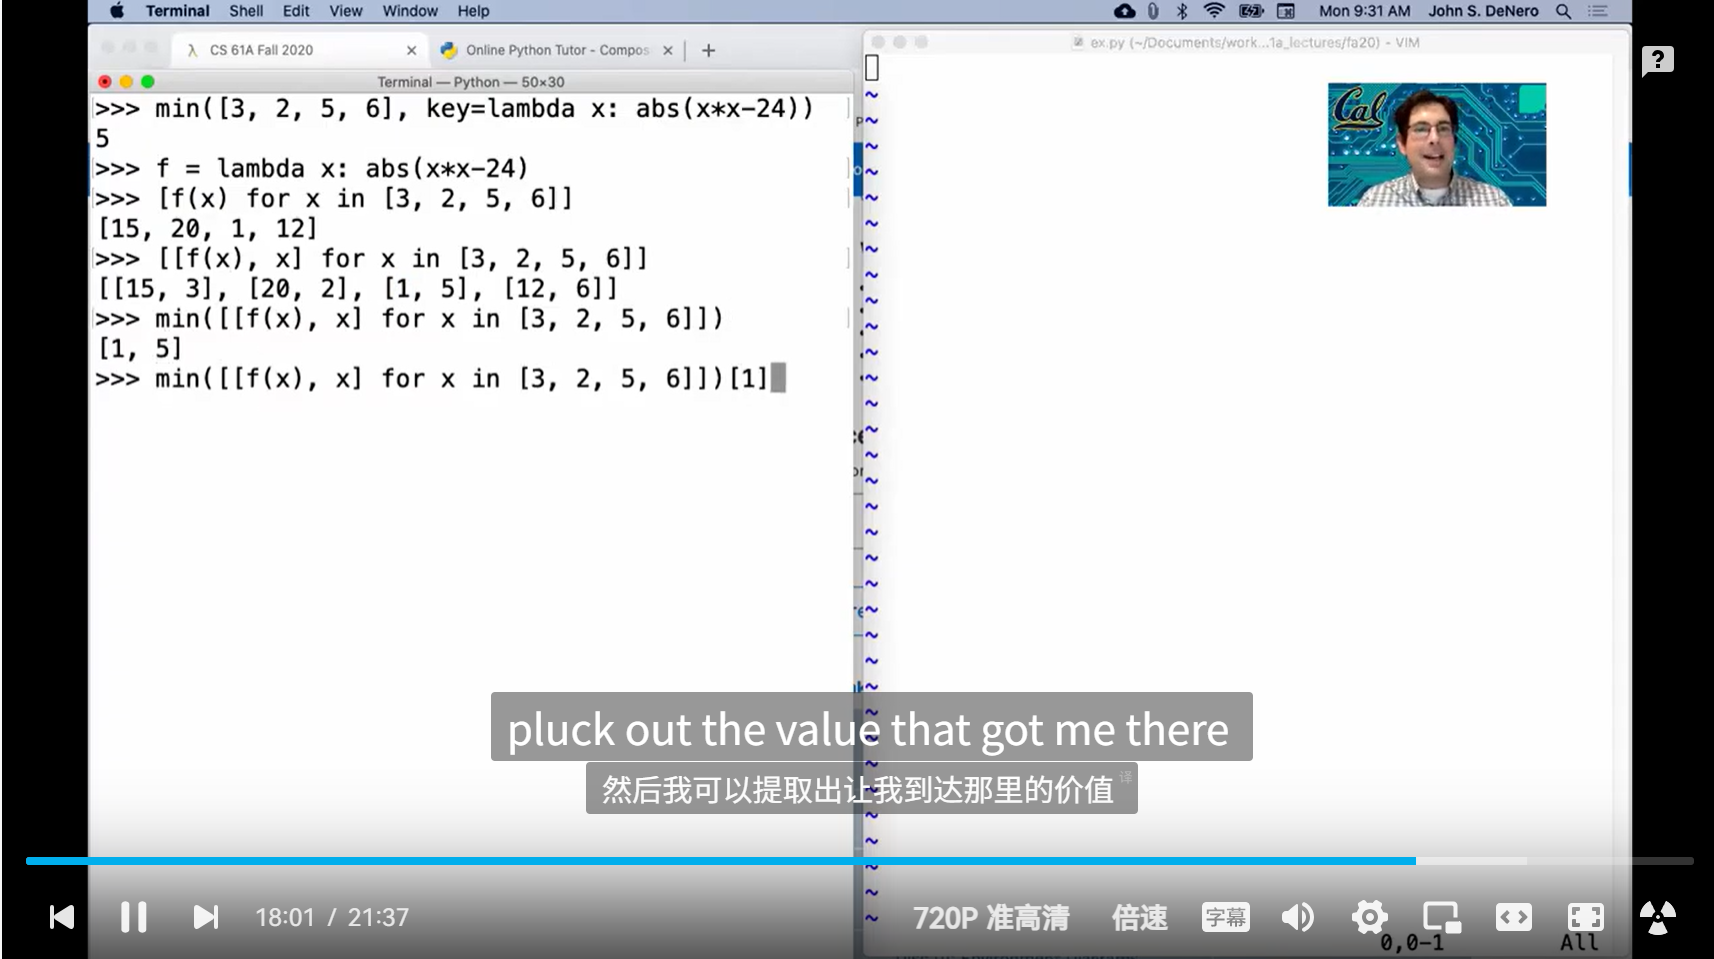 Terminal Shell Edit View Window Help Mon 9:31 AM John S. DeNero
CS 61A Fall 2020 Online Python Tutor - Compos
ex.py (~/Documents/work...1a_lectures/fa20) - VIM
Terminal — Python — 50×30
>>> min([3, 2, 5, 6], key=lambda x: abs(x*x-24))
5
>>> f = lambda x: abs(x*x-24)
>>> [f(x) for x in [3, 2, 5, 6]]
[15, 20, 1, 12]
>>> [[f(x), x] for x in [3, 2, 5, 6]]
[[15, 3], [20, 2], [1, 5], [12, 6]]
>>> min([[f(x), x] for x in [3, 2, 5, 6]])
[1, 5]
>>> min([[f(x), x] for x in [3, 2, 5, 6]])[1]
Cal
pluck out the value that got me there
然后我可以提取出让我到达那里的价值 译
18:01 / 21:37 720P 准高清 倍速 字幕
0,0-1 All